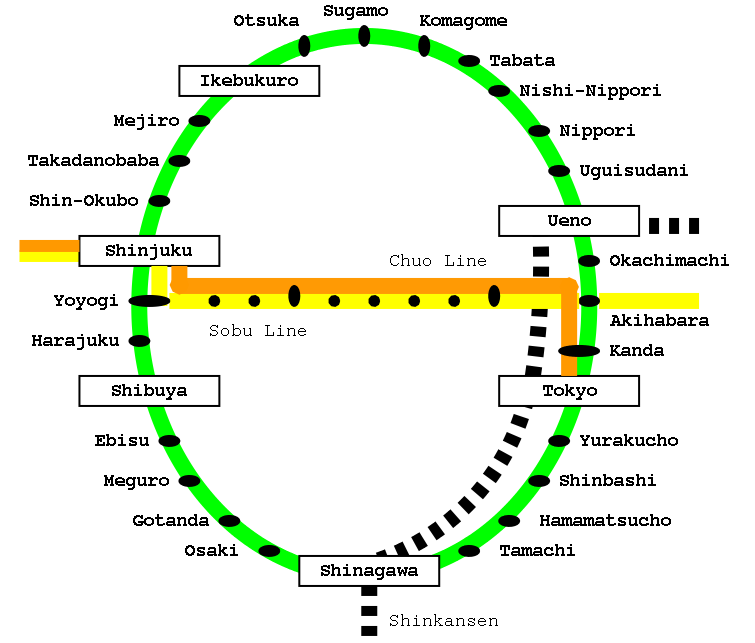 Sugamo
Otsuka
Komagome
Tabata
Ikebukuro
Nishi-Nippori
Mejiro
Nippori
Takadanobaba
Uguisudani
Shin-Okubo
Ueno
Shinjuku
Chuo Line
Okachimachi
Yoyogi
Akihabara
Sobu Line
Harajuku
Kanda
Shibuya
Tokyo
Ebisu
Yurakucho
Meguro
Shinbashi
Gotanda
Hamamatsucho
Osaki
Tamachi
Shinagawa
Shinkansen